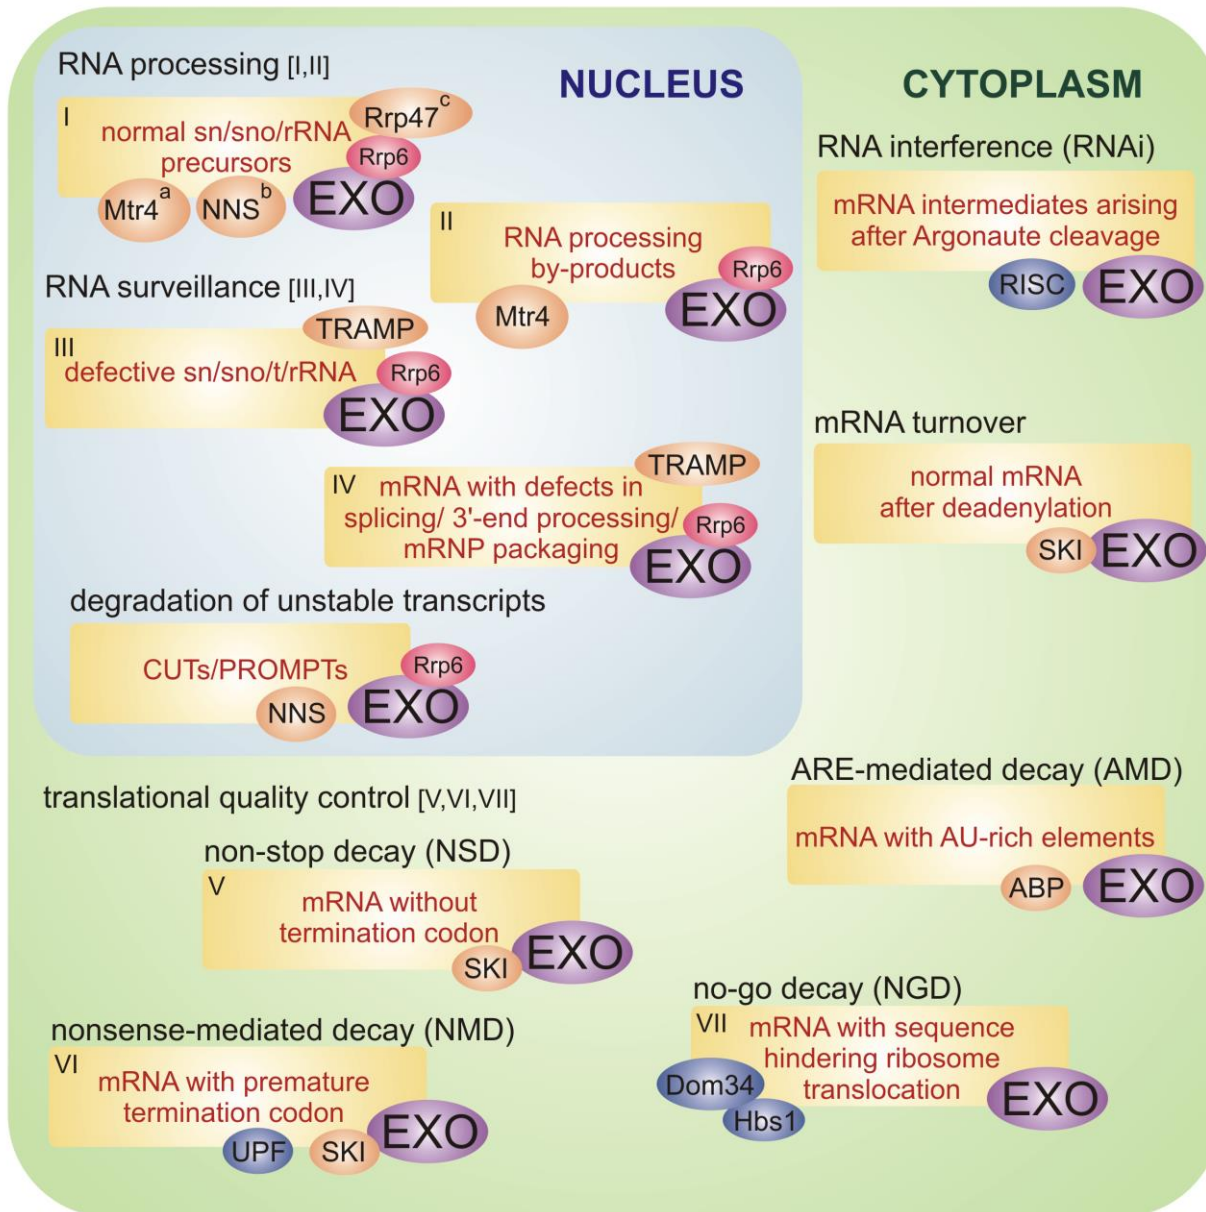 NUCLEUS
RNA processing [I,II]
I
normal sn/sno/rRNA
precursors
Rrp47c
Rrp6
EXO
Mtr4a
NNSb
II
RNA processing
by-products
Rrp6
EXO
Mtr4
RNA surveillance [III,IV]
III
TRAMP
defective sn/sno/t/rRNA
Rrp6
EXO
IV
TRAMP
mRNA with defects in
splicing/ 3'-end processing/
mRNP packaging
Rrp6
EXO
degradation of unstable transcripts
CUTs/PROMPTs
Rrp6
NNS
EXO
CYTOPLASM
RNA interference (RNAi)
mRNA intermediates arising
after Argonaute cleavage
RISC
EXO
mRNA turnover
normal mRNA
after deadenylation
SKI
EXO
ARE-mediated decay (AMD)
mRNA with AU-rich elements
ABP
EXO
translational quality control [V,VI,VII]
non-stop decay (NSD)
V
mRNA without
termination codon
SKI
EXO
nonsense-mediated decay (NMD)
VI
mRNA with premature
termination codon
UPF
SKI
EXO
no-go decay (NGD)
VII
mRNA with sequence
hindering ribosome
translocation
Dom34
Hbs1
EXO